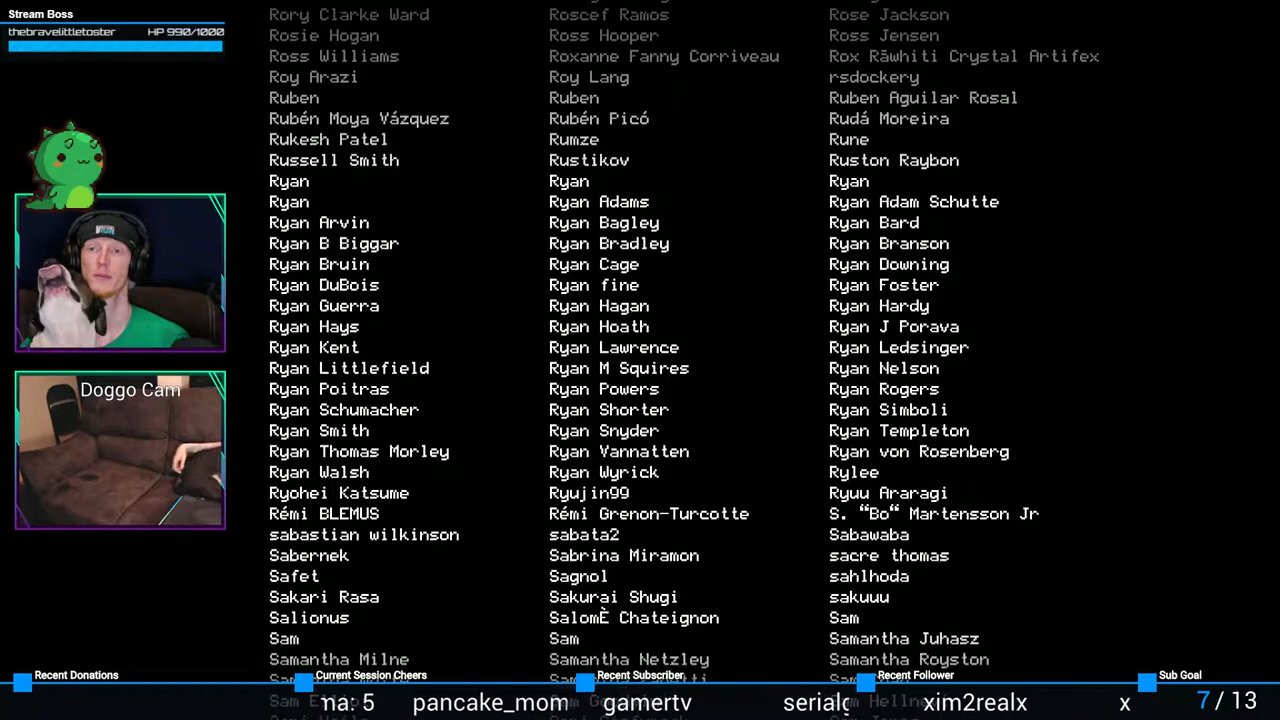 Stream Boss
thebravelittletoster HP 990/1000
Doggo Cam
Rory Clarke Ward Roscef Ramos Rose Jackson
Rosie Hogan Ross Hooper Ross Jensen
Ross Williams Roxanne Fanny Corriveau Rox Rāwhiti Crystal Artifex
Roy Arazi Roy Lang rsdockery
Ruben Ruben Ruben Aguilar Rosal
Rubén Moya Vázquez Rubén Picó Rudá Moreira
Rukesh Patel Rumze Rune
Russell Smith Rustikov Ruston Raybon
Ryan Ryan Ryan
Ryan Ryan Adams Ryan Adam Schutte
Ryan Arvin Ryan Bagley Ryan Bard
Ryan B Biggar Ryan Bradley Ryan Branson
Ryan Bruin Ryan Cage Ryan Downing
Ryan DuBois Ryan fine Ryan Foster
Ryan Guerra Ryan Hagan Ryan Hardy
Ryan Hays Ryan Hoath Ryan J Porava
Ryan Kent Ryan Lawrence Ryan Ledsinger
Ryan Littlefield Ryan M Squires Ryan Nelson
Ryan Poitras Ryan Powers Ryan Rogers
Ryan Schumacher Ryan Shorter Ryan Simboli
Ryan Smith Ryan Snyder Ryan Templeton
Ryan Thomas Morley Ryan Vannatten Ryan von Rosenberg
Ryan Walsh Ryan Wyrick Rylee
Ryohei Katsume Ryujin99 Ryuu Araragi
Rémi BLEMUS Rémi Grenon-Turcotte S. “Bo“ Martensson Jr
sabastian wilkinson sabata2 Sabawaba
Sabernek Sabrina Miramon sacre thomas
Safet Sagnol sahlhoda
Sakari Rasa Sakurai Shugi sakuuu
Salionus SalomÈ Chateignon Sam
Sam Sam Samantha Juhasz
Samantha Milne Samantha Netzley Samantha Royston
Recent Donations Current Session Cheers Recent Subscriber Recent Follower Sub Goal
na: 5 pancake_mom gamertv xim2realx x 7 / 13